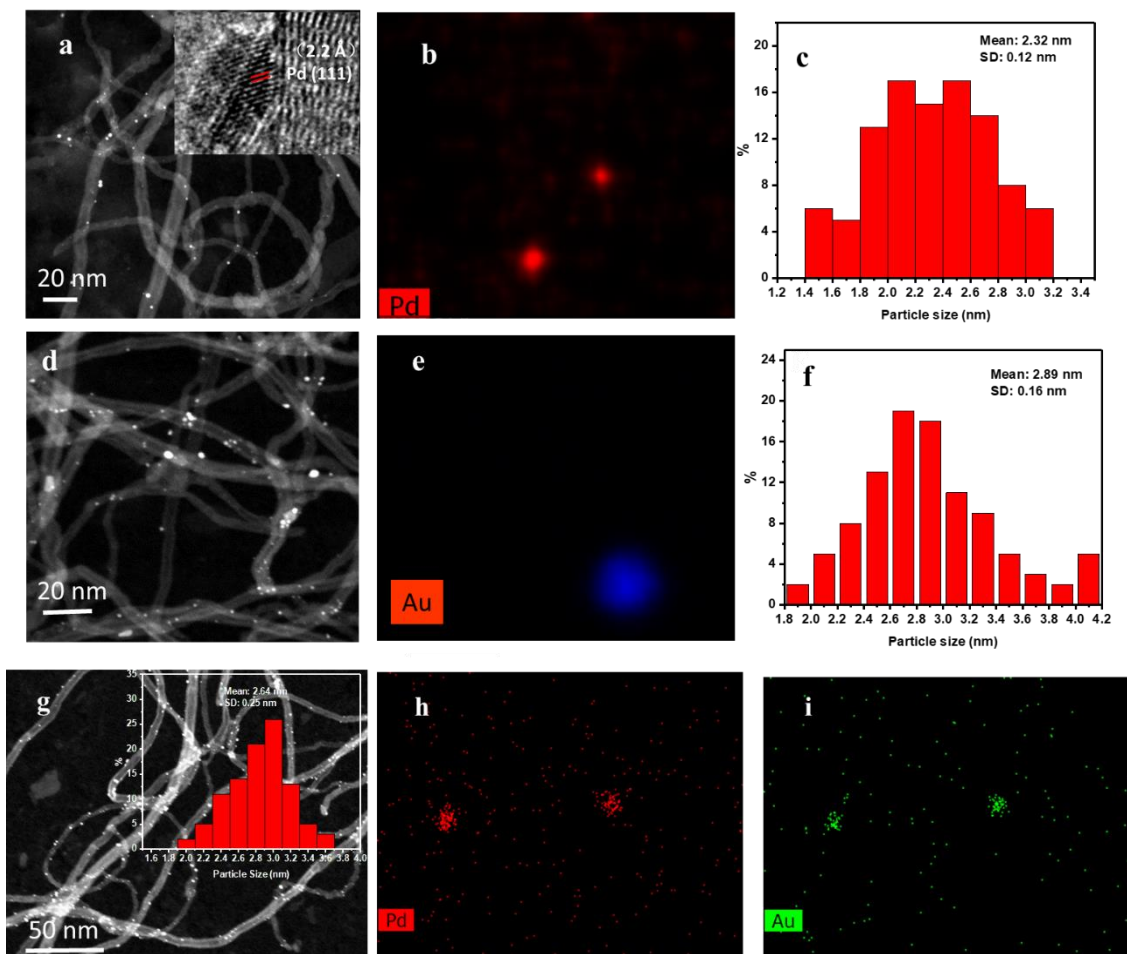 a
(2.2 Å)
Pd (111)
20 nm
b
Pd
c
Mean: 2.32 nm
SD: 0.12 nm
%
20
16
12
8
4
0
1.2 1.4 1.6 1.8 2.0 2.2 2.4 2.6 2.8 3.0 3.2 3.4
Particle size (nm)
d
20 nm
e
Au
f
Mean: 2.89 nm
SD: 0.16 nm
%
24
20
16
12
8
4
0
1.8 2.0 2.2 2.4 2.6 2.8 3.0 3.2 3.4 3.6 3.8 4.0 4.2
Particle size (nm)
g
50 nm
Mean: 2.64 nm
SD: 0.25 nm
%
35
30
25
20
15
10
5
0
1.6 1.8 2.0 2.2 2.4 2.6 2.8 3.0 3.2 3.4 3.6 3.8 4.0
Particle Size (nm)
h
Pd
i
Au